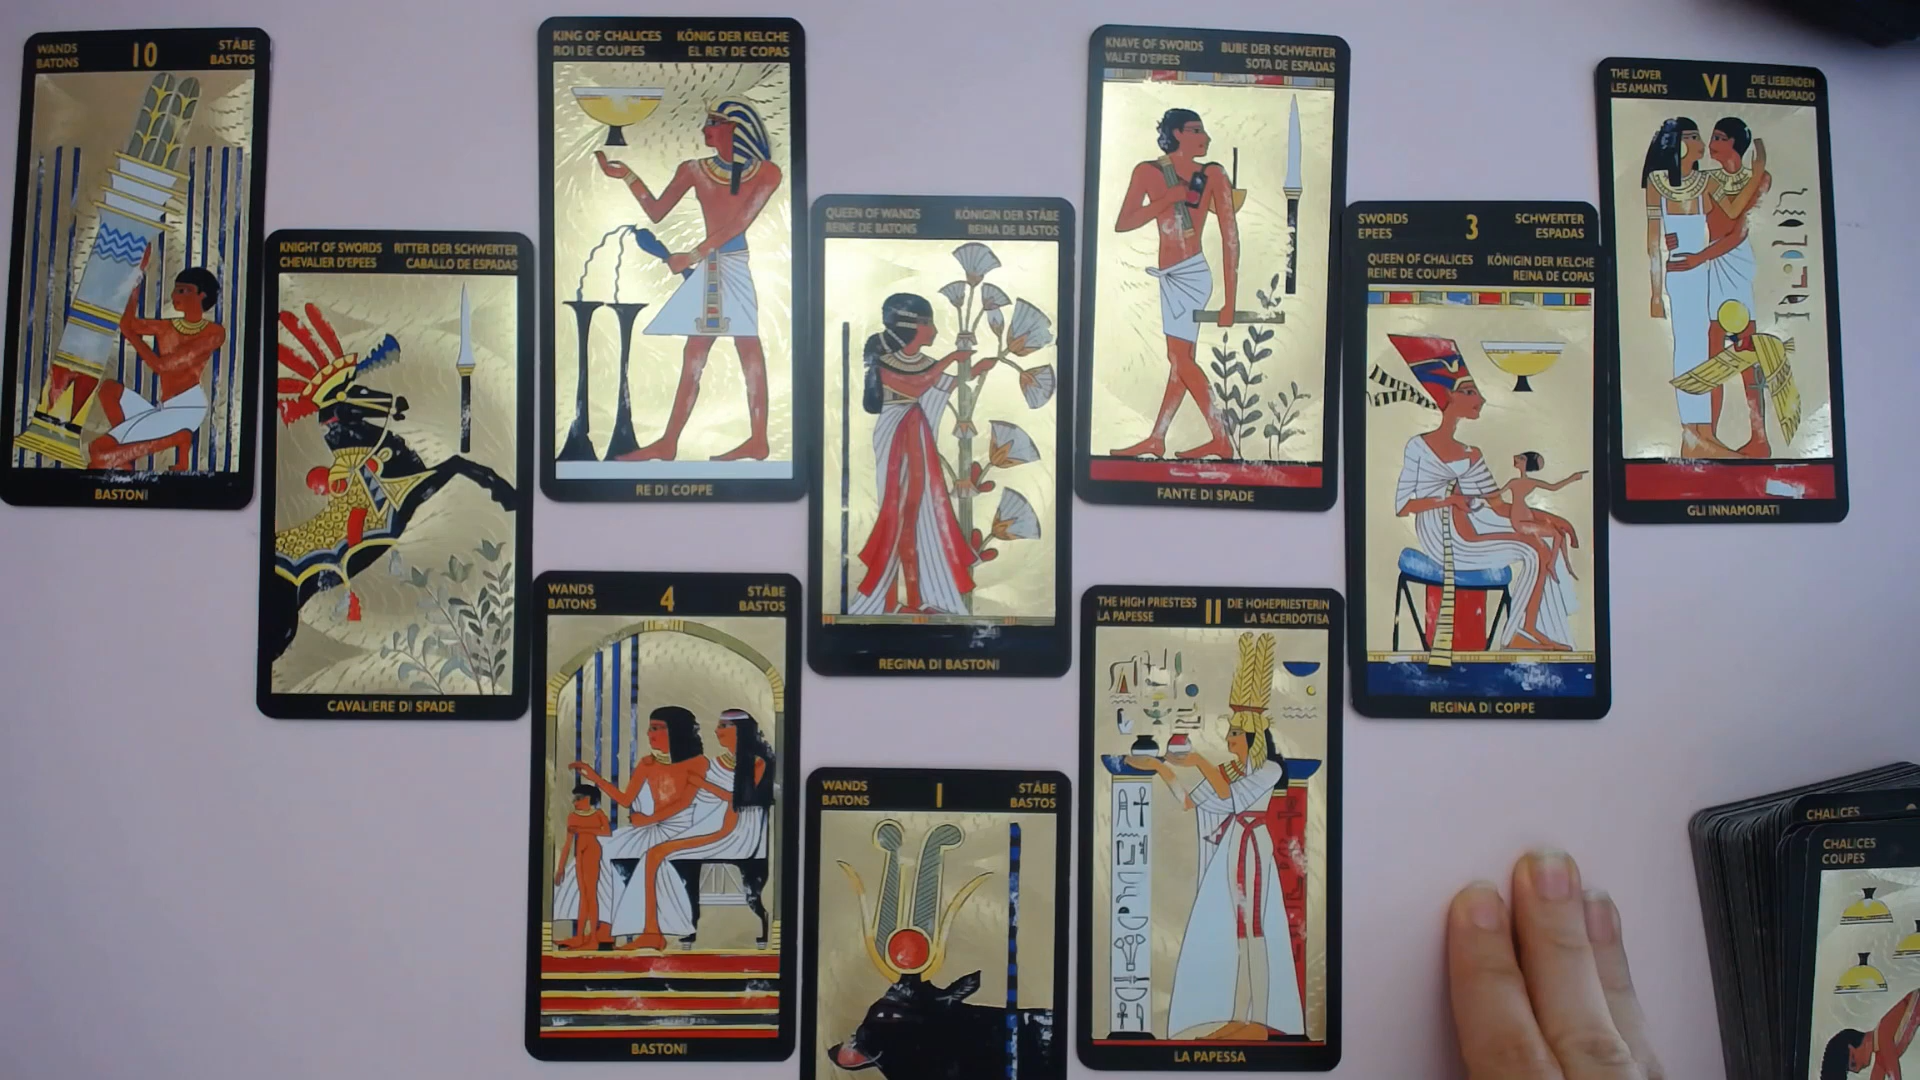 WANDS 10 STÄBE
BATONS BASTOS
BASTONI
KNIGHT OF SWORDS RITTER DER SCHWERTER
CHEVALIER D'EPEES CABALLO DE ESPADAS
CAVALIERE DI SPADE
KING OF CHALICES KÖNIG DER KELCHE
ROI DE COUPES EL REY DE COPAS
RE DI COPPE
WANDS 4 STÄBE
BATONS BASTOS
BASTONI
QUEEN OF WANDS KÖNIGIN DER STÄBE
REINE DE BATONS REINA DE BASTOS
REGINA DI BASTONI
WANDS 1 STÄBE
BATONS BASTOS
KNAVE OF SWORDS BUBE DER SCHWERTER
VALET D'EPEES SOTA DE ESPADAS
FANTE DI SPADE
THE HIGH PRIESTESS II DIE HOHEPRIESTERIN
LA PAPESSE LA SACERDOTISA
LA PAPESSA
SWORDS 3 SCHWERTER
EPEES ESPADAS
QUEEN OF CHALICES KÖNIGIN DER KELCHE
REINE DE COUPES REINA DE COPAS
REGINA DI COPPE
THE LOVER VI DIE LIEBENDEN
LES AMANTS EL ENAMORADO
GLI INNAMORATI
CHALICES
CHALICES
COUPES